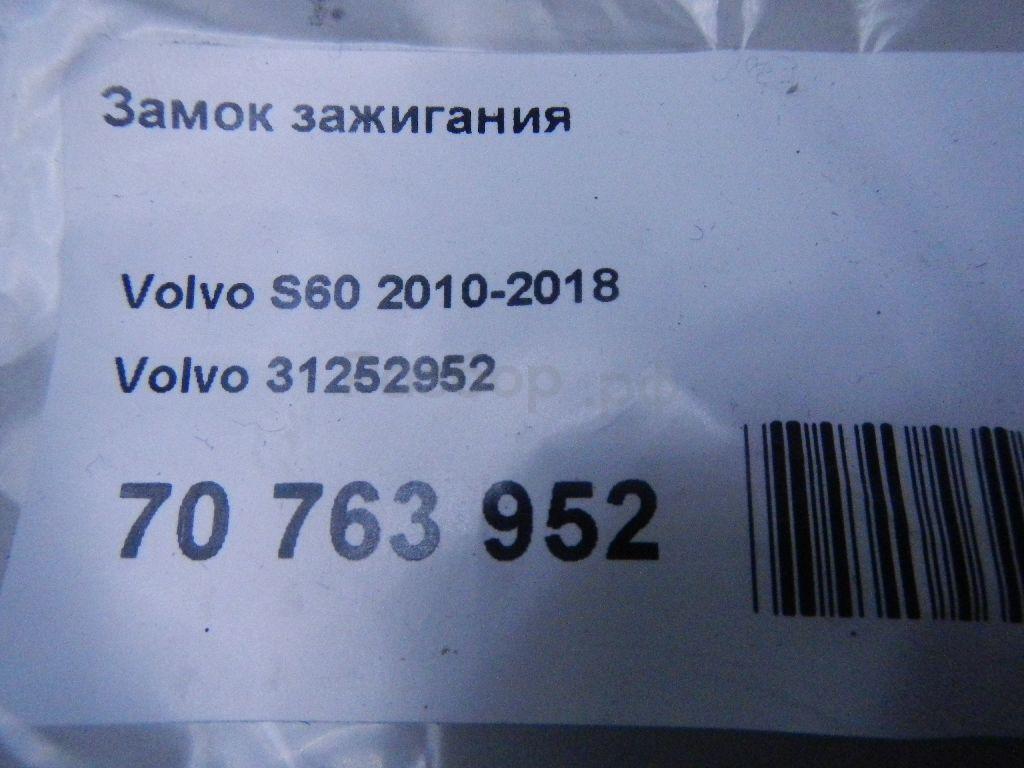 Замок зажигания
Volvo S60 2010-2018
Volvo 31252952
70 763 952